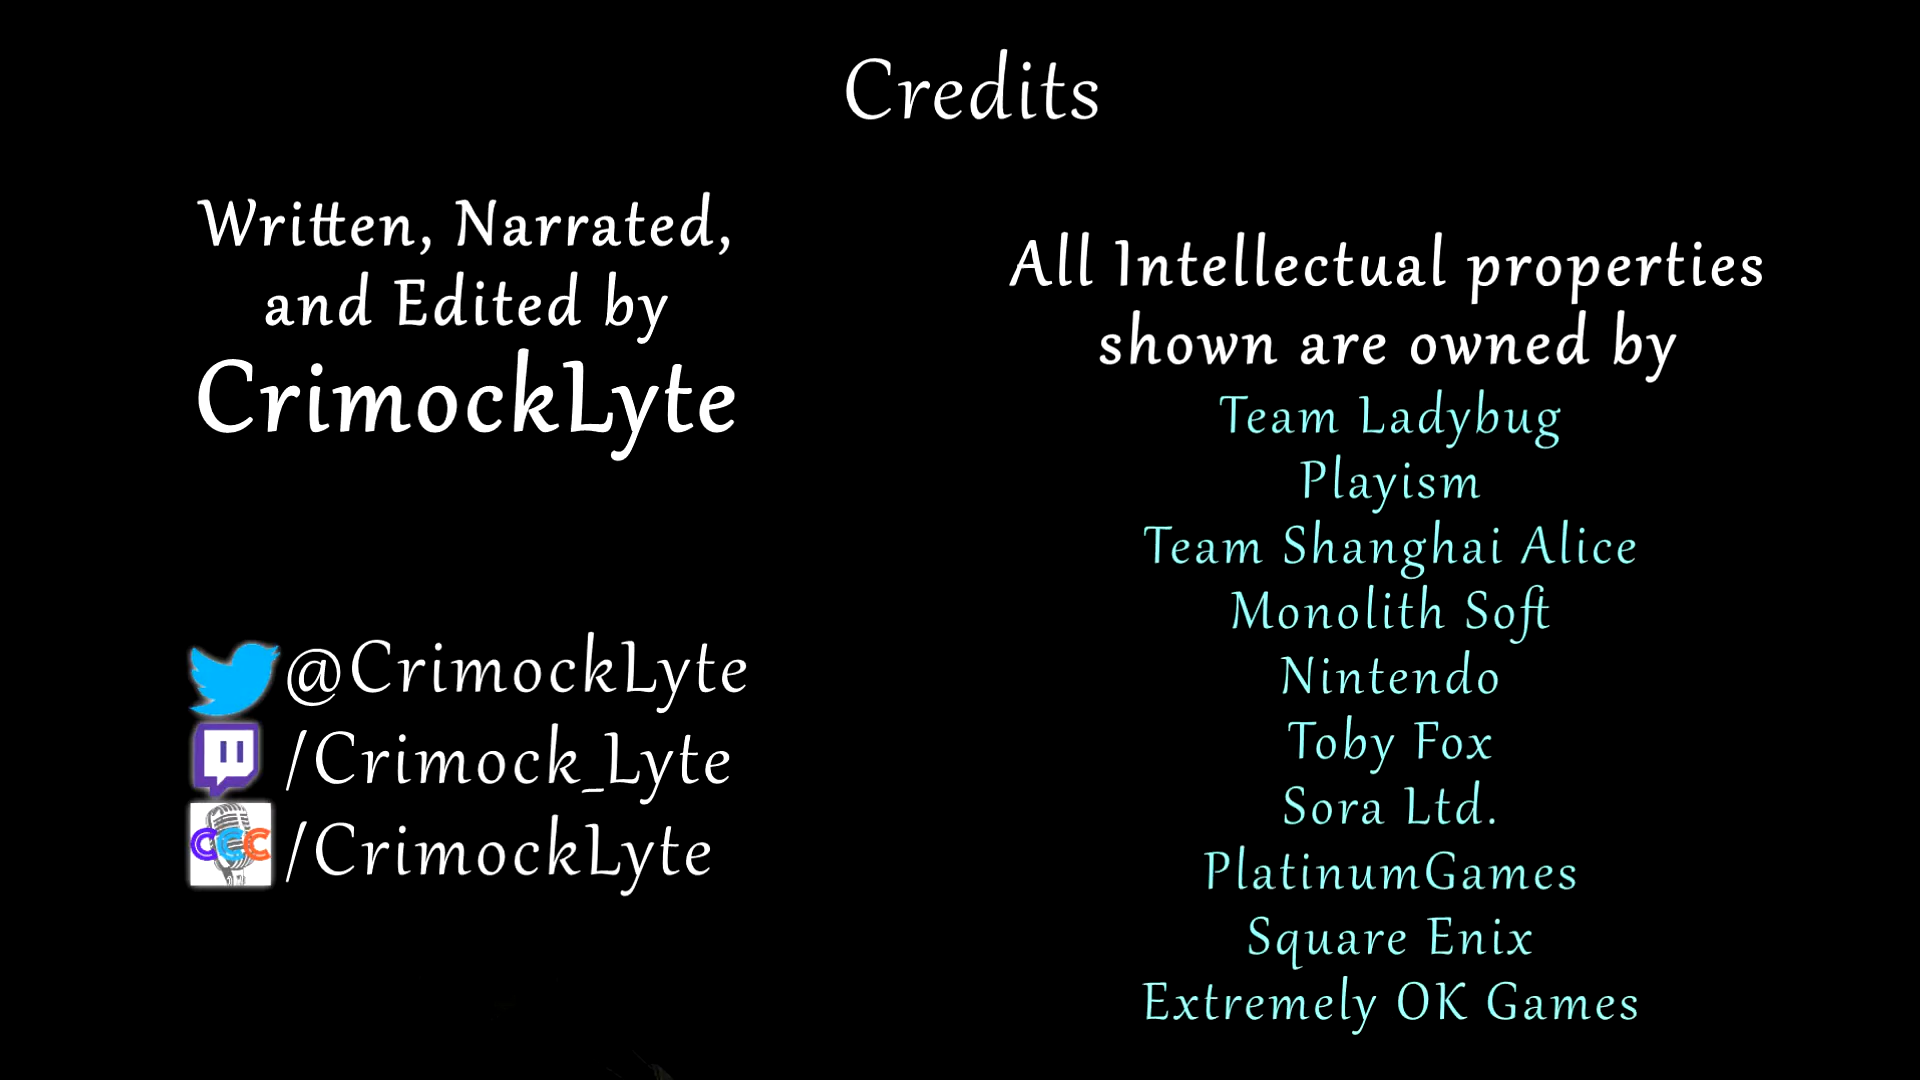 Credits
Written, Narrated,
and Edited by
CrimockLyte
@CrimockLyte
/Crimock_Lyte
CCC
/CrimockLyte
All Intellectual properties
shown are owned by
Team Ladybug
Playism
Team Shanghai Alice
Monolith Soft
Nintendo
Toby Fox
Sora Ltd.
PlatinumGames
Square Enix
Extremely OK Games